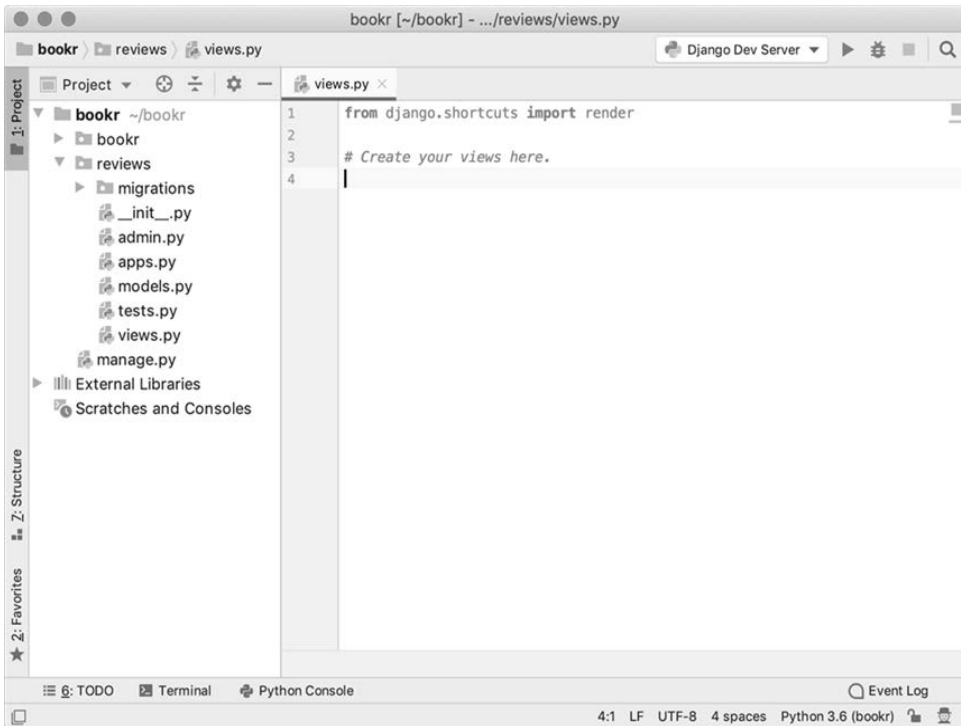 bookr [~/bookr] - .../reviews/views.py
bookr reviews views.py Django Dev Server
1: Project
Project
views.py
bookr ~/bookr
bookr
reviews
migrations
__init__.py
admin.py
apps.py
models.py
tests.py
views.py
manage.py
External Libraries
Scratches and Consoles
1 from django.shortcuts import render
2
3 # Create your views here.
4
Z: Structure
2: Favorites
6: TODO Terminal Python Console Event Log
4:1 LF UTF-8 4 spaces Python 3.6 (bookr)